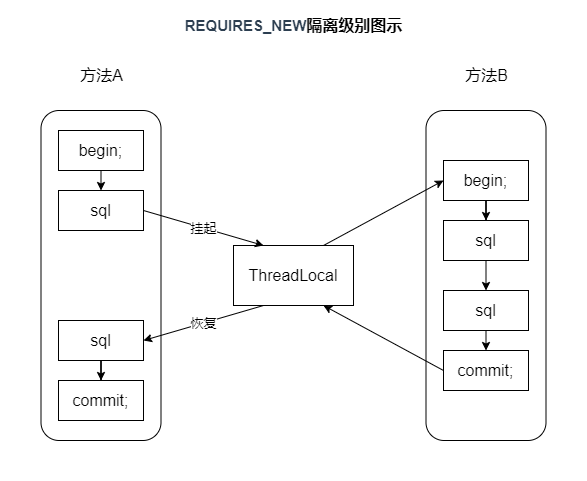 REQUIRES_NEW隔离级别图示
方法A
方法B
begin;
sql
挂起
ThreadLocal
恢复
sql
commit;
begin;
sql
sql
commit;